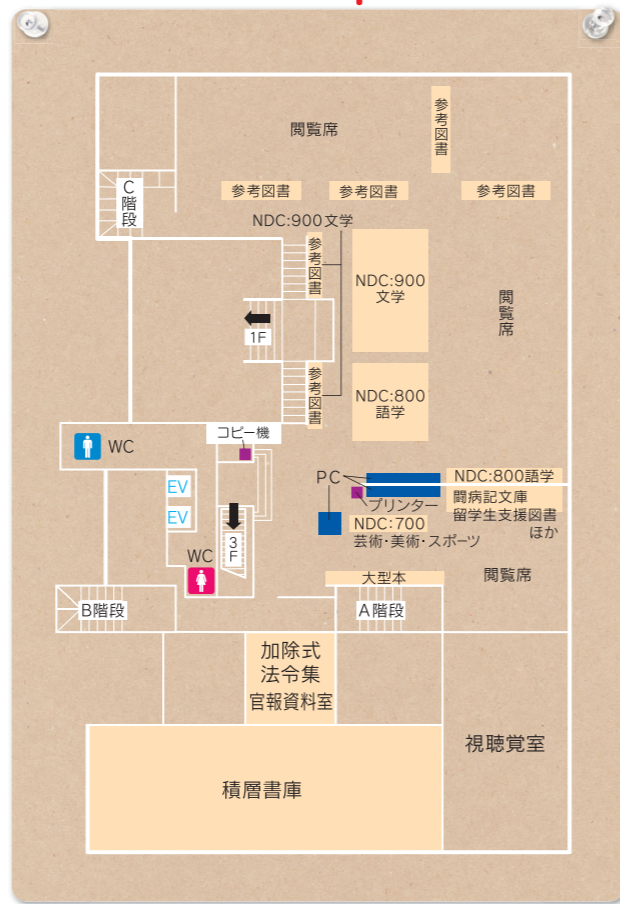 閲覧席
参考図書
C階段
参考図書
参考図書
参考図書
NDC:900文学
参考図書
NDC:900
文学
閲覧席
1F
参考図書
NDC:800
語学
コピー機
WC
EV
EV
PC
プリンター
NDC:800語学
闘病記文庫
留学生支援図書
ほか
NDC:700
芸術・美術・スポーツ
3F
WC
大型本
閲覧席
B階段
A階段
加除式
法令集
官報資料室
視聴覚室
積層書庫